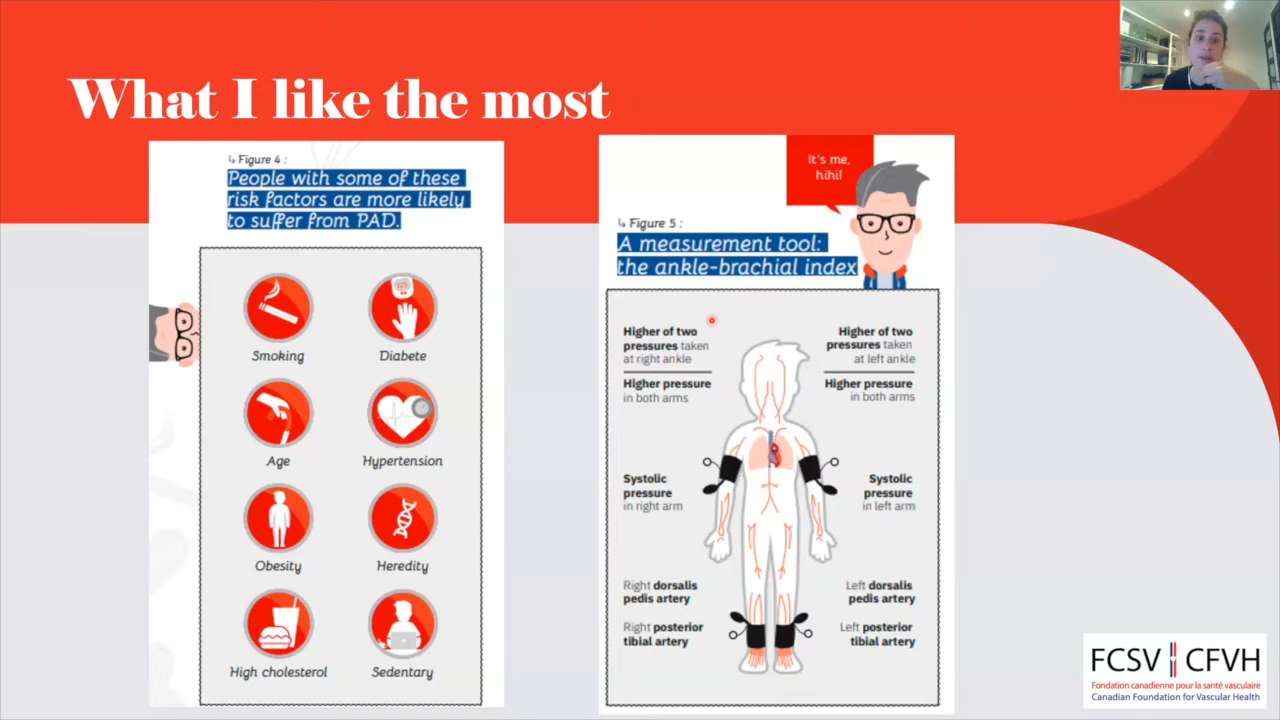 What I like the most
↳ Figure 4 :
People with some of these
risk factors are more likely
to suffer from PAD.
Smoking
Diabete
Age
Hypertension
Obesity
Heredity
High cholesterol
Sedentary
It's me,
hihi!
↳ Figure 5 :
A measurement tool:
the ankle-brachial index
Higher of two
pressures taken
at right ankle
Higher pressure
in both arms
Higher of two
pressures taken
at left ankle
Higher pressure
in both arms
Systolic
pressure
in right arm
Systolic
pressure
in left arm
Right dorsalis
pedis artery
Left dorsalis
pedis artery
Right posterior
tibial artery
Left posterior
tibial artery
FCSV CFVH
Fondation canadienne pour la santé vasculaire
Canadian Foundation for Vascular Health